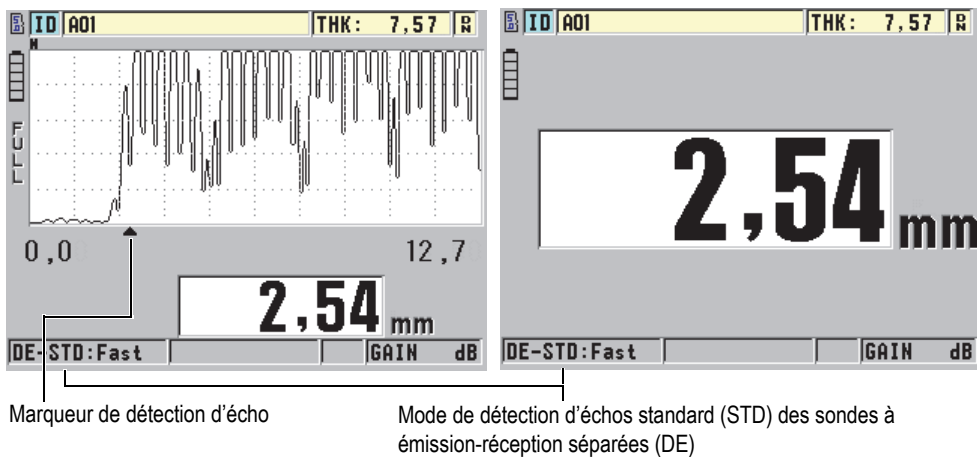 ID A01 THK: 7,57
FULL
0,0 12,7
2,54 mm
DE-STD:Fast GAIN dB
ID A01 THK: 7,57
2,54 mm
DE-STD:Fast GAIN dB
Marqueur de détection d'écho
Mode de détection d'échos standard (STD) des sondes à
émission-réception séparées (DE)